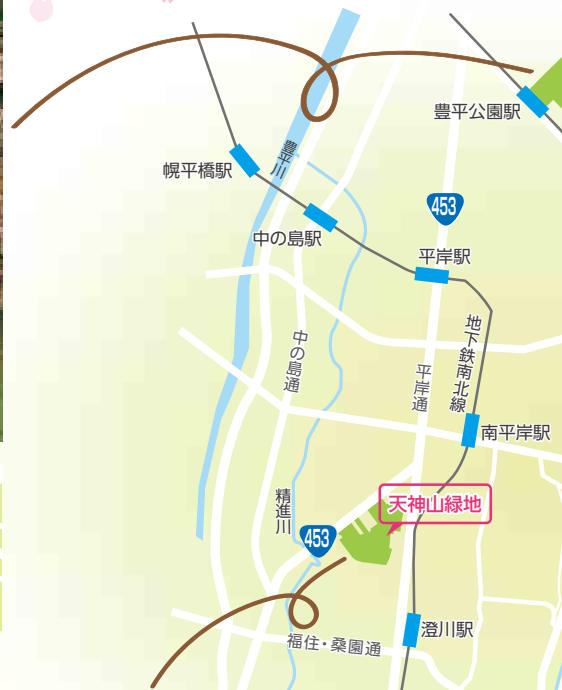 豊平公園駅
豊平川
幌平橋駅
453
中の島駅
平岸駅
地下鉄南北線
中の島通
平岸通
南平岸駅
天神山緑地
精進川
453
澄川駅
福住・桑園通